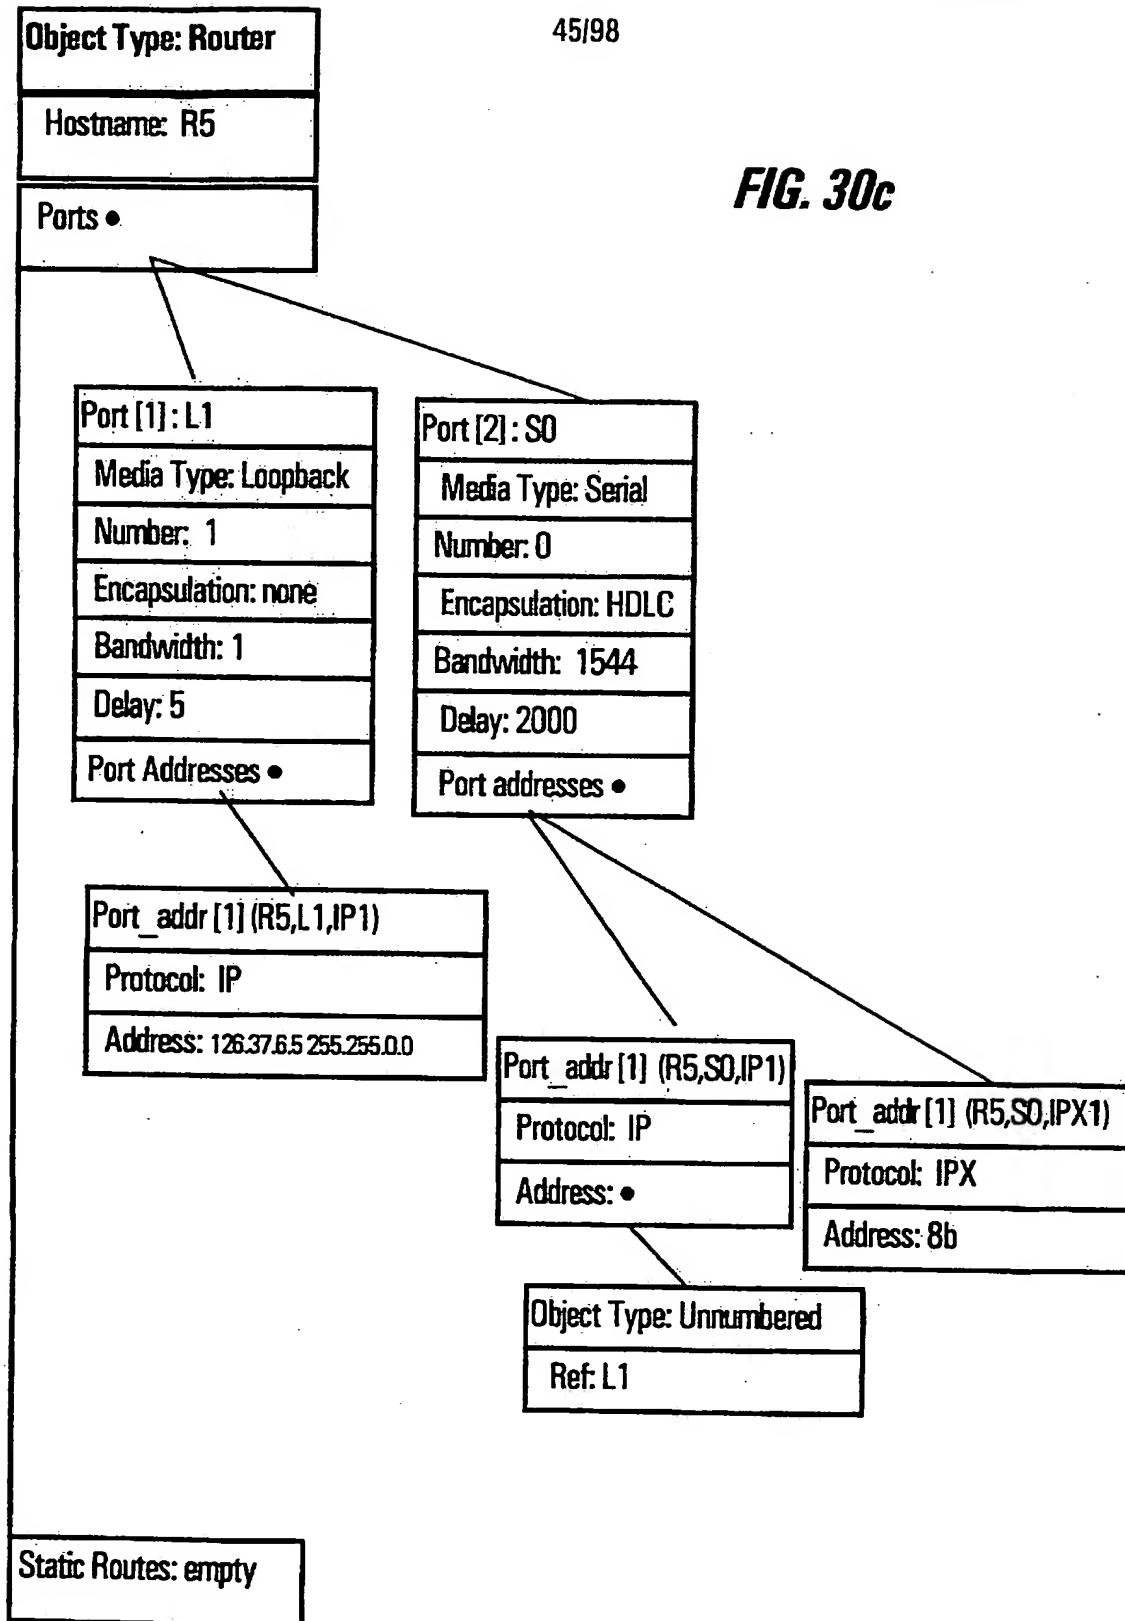 45/98
FIG. 30c
Object Type: Router
Hostname: R5
Ports •
Port [1] : L1
Media Type: Loopback
Number: 1
Encapsulation: none
Bandwidth: 1
Delay: 5
Port Addresses •
Port [2] : S0
Media Type: Serial
Number: 0
Encapsulation: HDLC
Bandwidth: 1544
Delay: 2000
Port addresses •
Port_addr [1] (R5,L1,IP1)
Protocol: IP
Address: 126.37.6.5 255.255.0.0
Port_addr [1] (R5,S0,IP1)
Protocol: IP
Address: •
Port_addr [1] (R5,S0,IPX1)
Protocol: IPX
Address: 8b
Object Type: Unnumbered
Ref: L1
Static Routes: empty